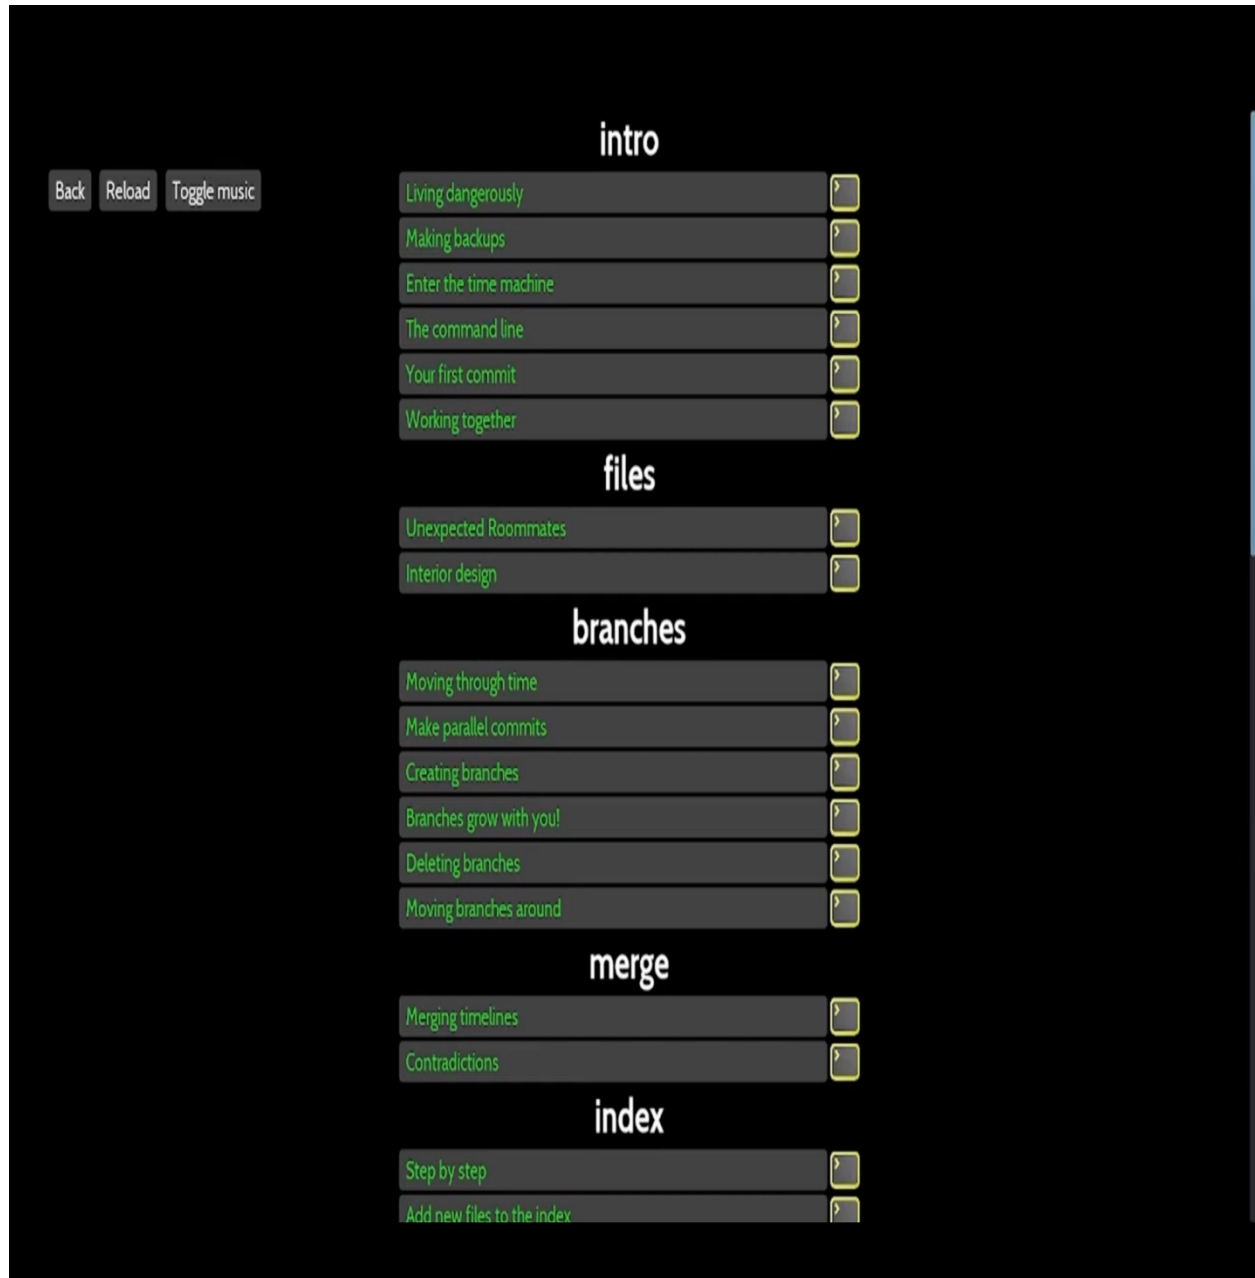 intro
Back Reload Toggle music
Living dangerously
Making backups
Enter the time machine
The command line
Your first commit
Working together
files
Unexpected Roommates
Interior design
branches
Moving through time
Make parallel commits
Creating branches
Branches grow with you!
Deleting branches
Moving branches around
merge
Merging timelines
Contradictions
index
Step by step
Add new files to the index